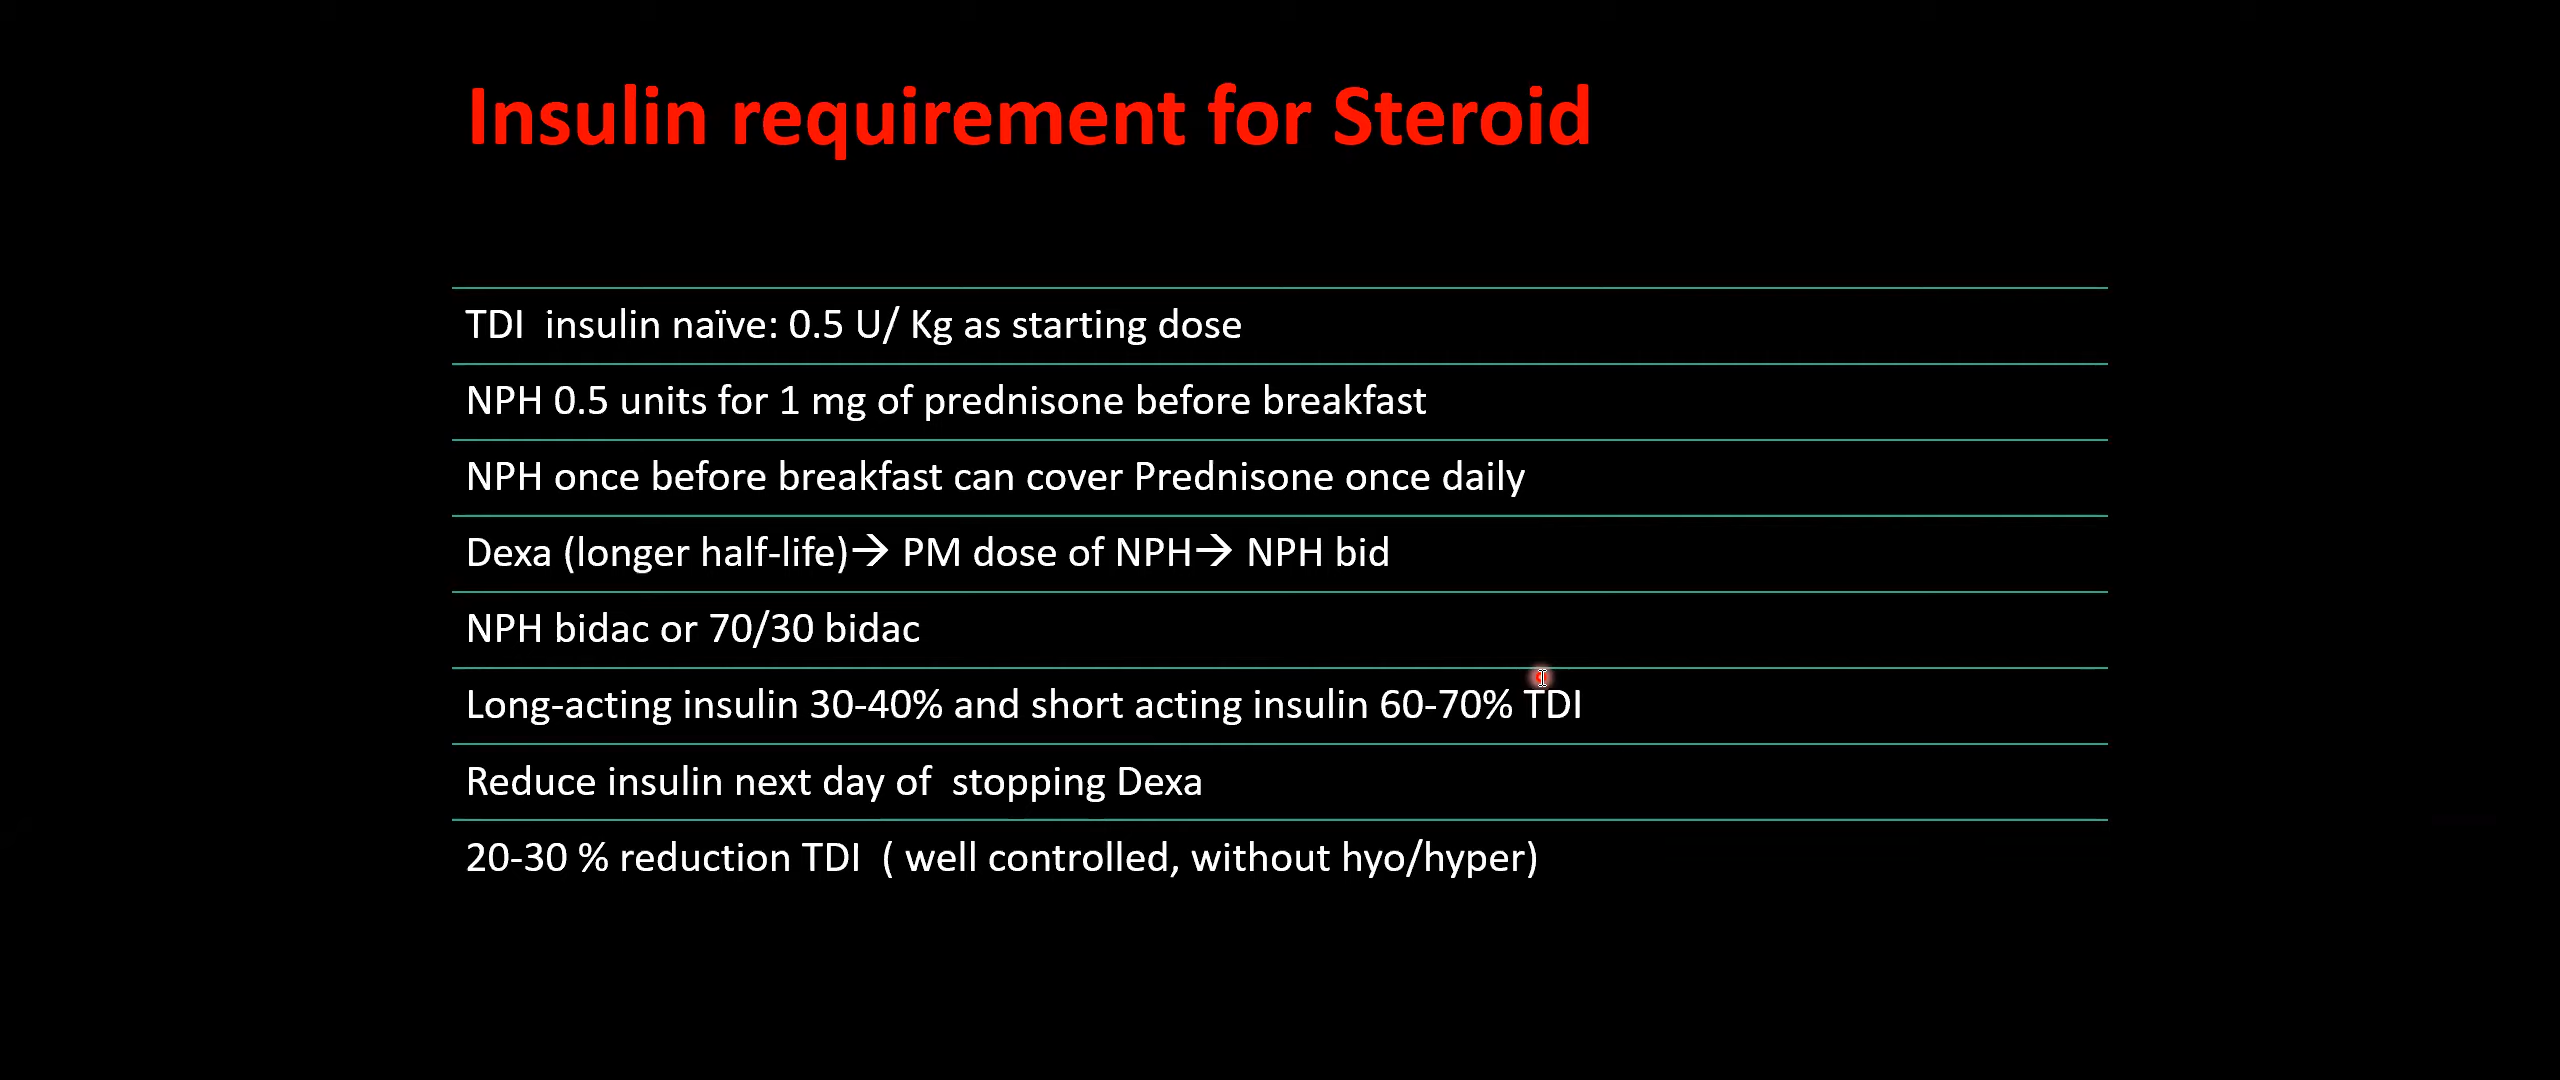 Insulin requirement for Steroid
TDI  insulin naïve: 0.5 U/ Kg as starting dose
NPH 0.5 units for 1 mg of prednisone before breakfast
NPH once before breakfast can cover Prednisone once daily
Dexa (longer half-life)→ PM dose of NPH→ NPH bid
NPH bidac or 70/30 bidac
Long-acting insulin 30-40% and short acting insulin 60-70% TDI
Reduce insulin next day of  stopping Dexa
20-30 % reduction TDI  ( well controlled, without hyo/hyper)